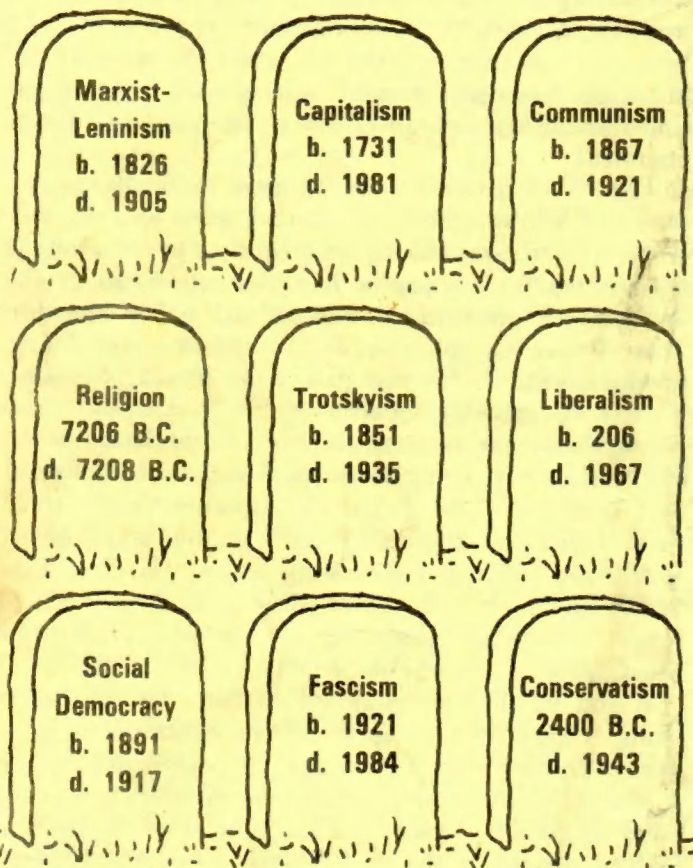 Marxist-
Leninism
b. 1826
d. 1905
Capitalism
b. 1731
d. 1981
Communism
b. 1867
d. 1921
Religion
7206 B.C.
d. 7208 B.C.
Trotskyism
b. 1851
d. 1935
Liberalism
b. 206
d. 1967
Social
Democracy
b. 1891
d. 1917
Fascism
b. 1921
d. 1984
Conservatism
2400 B.C.
d. 1943